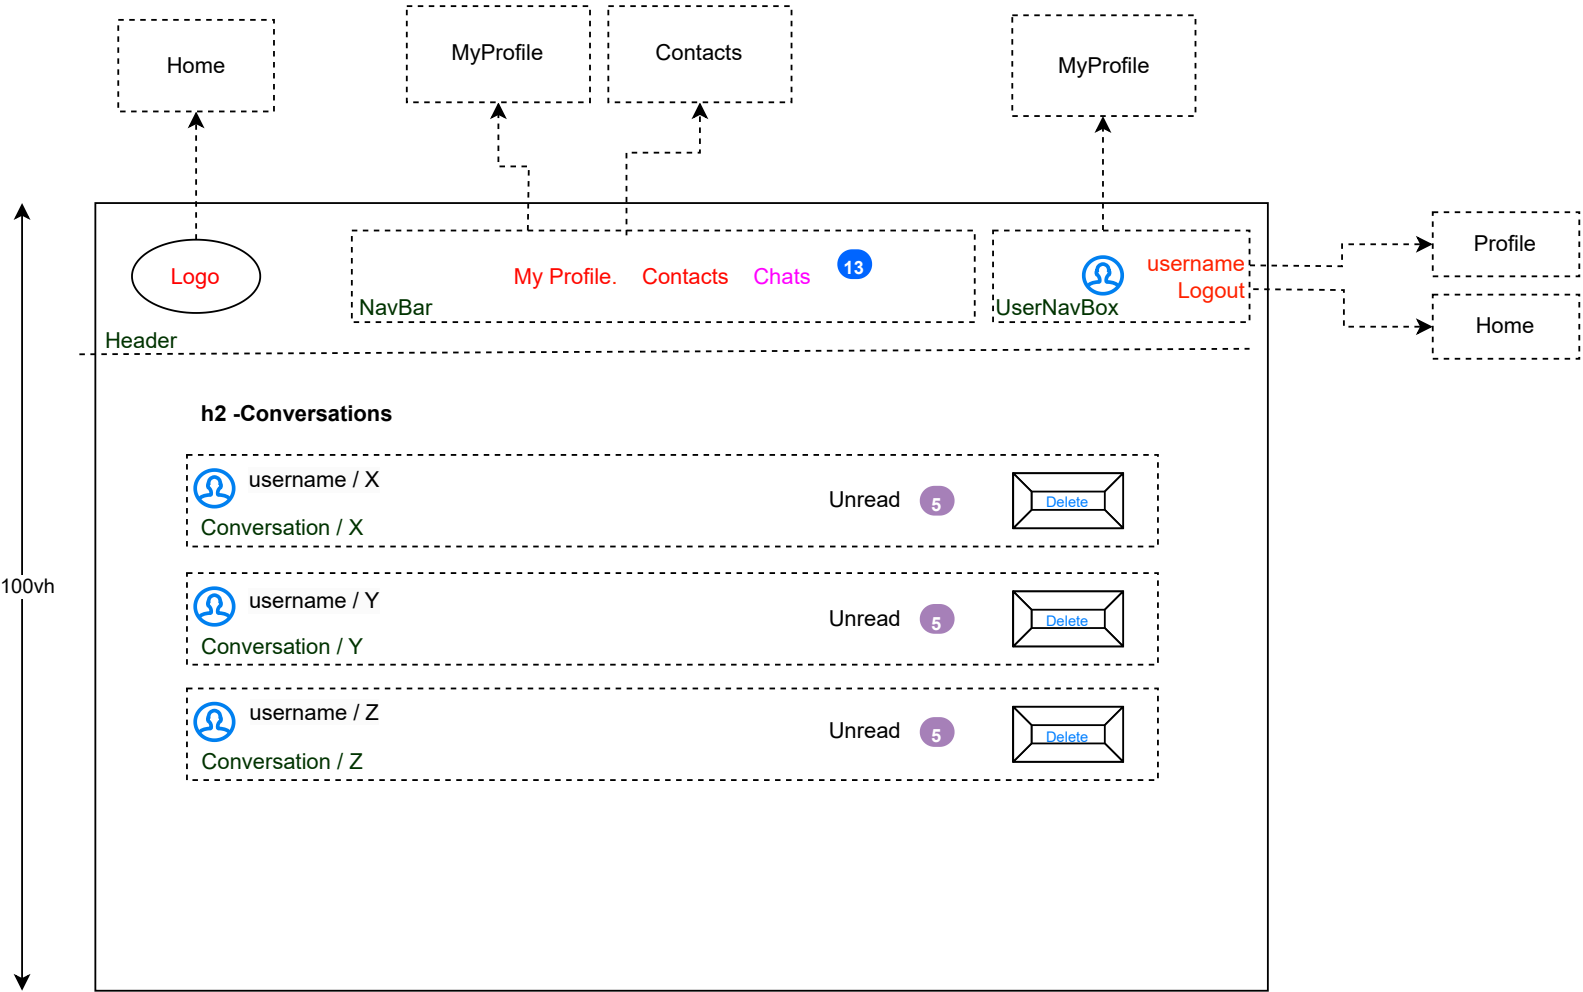 Home
MyProfile
Contacts
MyProfile
Logo
My Profile.
Contacts
Chats
13
NavBar
username
Logout
UserNavBox
Profile
Home
Header
h2 -Conversations
username / X
Conversation / X
Unread
5
Delete
100vh
username / Y
Conversation / Y
Unread
5
Delete
username / Z
Conversation / Z
Unread
5
Delete